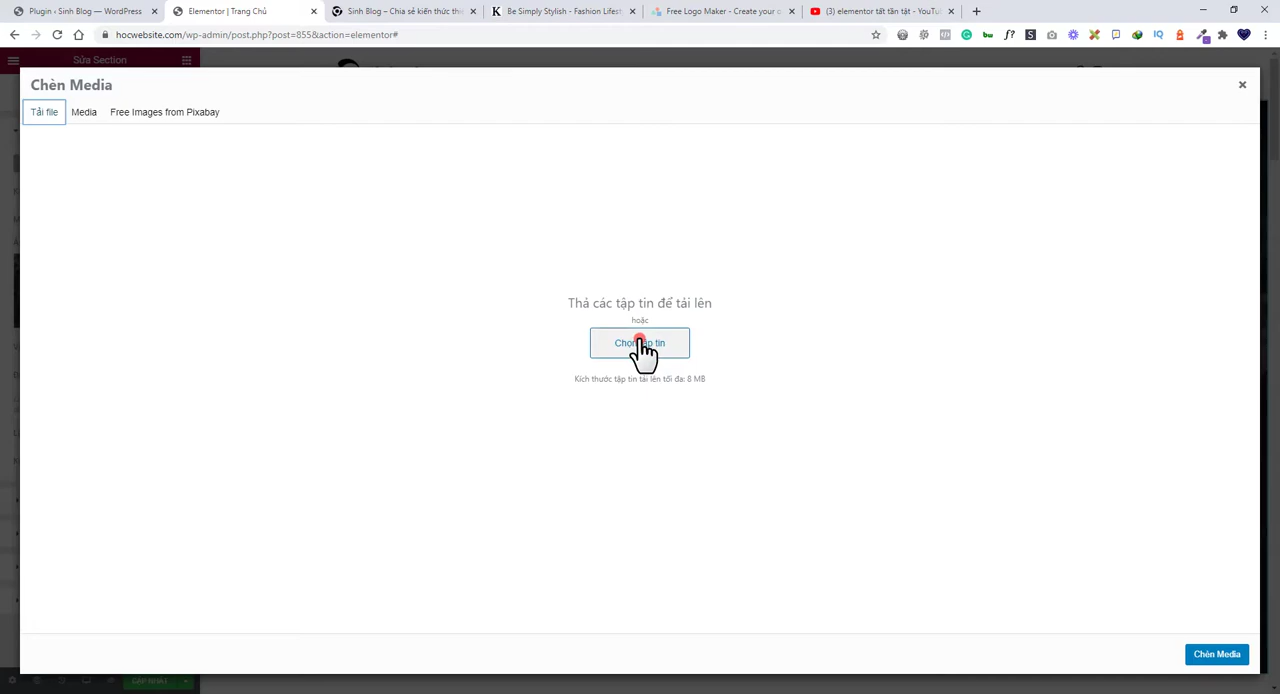 Plugin ‹ Sinh Blog — WordPress
Elementor | Trang Chủ
Sinh Blog – Chia sẻ kiến thức thi
Be Simply Stylish - Fashion Lifest
Free Logo Maker - Create your o
(3) elementor tất tần tật - YouTu
hocwebsite.com/wp-admin/post.php?post=855&action=elementor#
Sửa Section
Chèn Media
Tải file
Media
Free Images from Pixabay
Thả các tập tin để tải lên
hoặc
Kích thước tập tin tải lên tối đa: 8 MB
Chèn Media
CẬP NHẬT